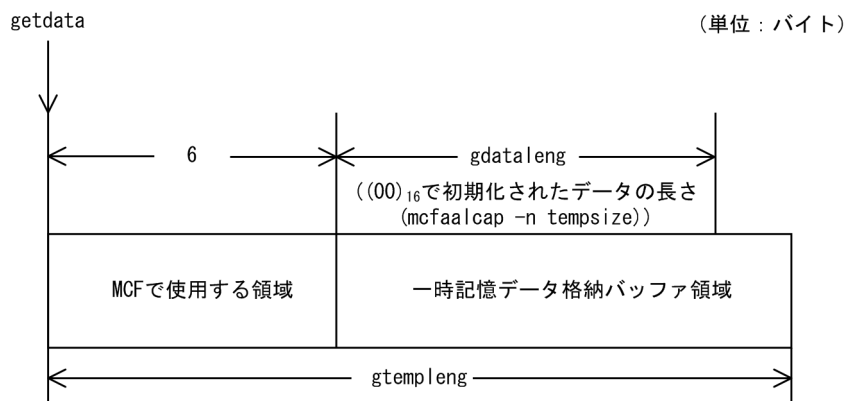 getdata
(単位:バイト)
6
gdataleng
((00)16で初期化されたデータの長さ
(mcfaalcap -n tempsize))
MCFで使用する領域
一時記憶データ格納バッファ領域
gtempleng